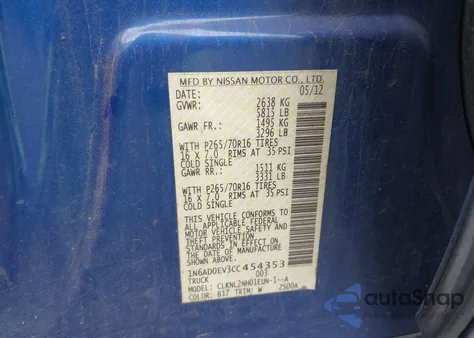 MFD BY NISSAN MOTOR CO., LTD.
DATE: 05/12
GVWR: 2638 KG
5815 LB
GAWR FR.: 1495 KG
3296 LB
WITH P265/70R16 TIRES
16 X 7.0 RIMS AT 35 PSI
COLD SINGLE
GAWR RR.: 1511 KG
3331 LB
WITH P265/70R16 TIRES
16 X 7.0 RIMS AT 35 PSI
COLD SINGLE
THIS VEHICLE CONFORMS TO
ALL APPLICABLE FEDERAL
MOTOR VEHICLE SAFETY AND
THEFT PREVENTION
STANDARDS IN EFFECT ON
THE DATE OF MANUFACTURE
SHOWN ABOVE.
1N6AD0EV3CC454353
TRUCK 003
MODEL: CLKNL2NH01EUN-1--A
COLOR: B17 TRIM: W 2500A
autoSnap